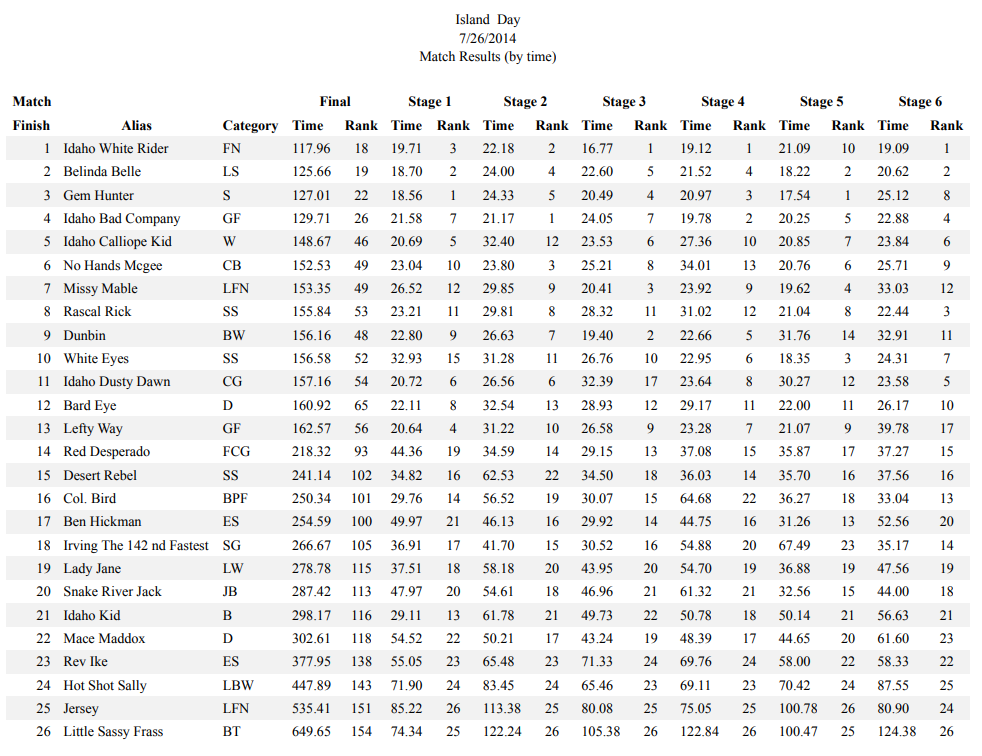 Island Day
7/26/2014
Match Results (by time)
Match Final Stage 1 Stage 2 Stage 3 Stage 4 Stage 5 Stage 6
Finish Alias Category Time Rank Time Rank Time Rank Time Rank Time Rank Time Rank Time Rank
1 Idaho White Rider FN 117.96 18 19.71 3 22.18 2 16.77 1 19.12 1 21.09 10 19.09 1
2 Belinda Belle LS 125.66 19 18.70 2 24.00 4 22.60 5 21.52 4 18.22 2 20.62 2
3 Gem Hunter S 127.01 22 18.56 1 24.33 5 20.49 4 20.97 3 17.54 1 25.12 8
4 Idaho Bad Company GF 129.71 26 21.58 7 21.17 1 24.05 7 19.78 2 20.25 5 22.88 4
5 Idaho Calliope Kid W 148.67 46 20.69 5 32.40 12 23.53 6 27.36 10 20.85 7 23.84 6
6 No Hands Mcgee CB 152.53 49 23.04 10 23.80 3 25.21 8 34.01 13 20.76 6 25.71 9
7 Missy Mable LFN 153.35 49 26.52 12 29.85 9 20.41 3 23.92 9 19.62 4 33.03 12
8 Rascal Rick SS 155.84 53 23.21 11 29.81 8 28.32 11 31.02 12 21.04 8 22.44 3
9 Dunbin BW 156.16 48 22.80 9 26.63 7 19.40 2 22.66 5 31.76 14 32.91 11
10 White Eyes SS 156.58 52 32.93 15 31.28 11 26.76 10 22.95 6 18.35 3 24.31 7
11 Idaho Dusty Dawn CG 157.16 54 20.72 6 26.56 6 32.39 17 23.64 8 30.27 12 23.58 5
12 Bard Eye D 160.92 65 22.11 8 32.54 13 28.93 12 29.17 11 22.00 11 26.17 10
13 Lefty Way GF 162.57 56 20.64 4 31.22 10 26.58 9 23.28 7 21.07 9 39.78 17
14 Red Desperado FCG 218.32 93 44.36 19 34.59 14 29.15 13 37.08 15 35.87 17 37.27 15
15 Desert Rebel SS 241.14 102 34.82 16 62.53 22 34.50 18 36.03 14 35.70 16 37.56 16
16 Col. Bird BPF 250.34 101 29.76 14 56.52 19 30.07 15 64.68 22 36.27 18 33.04 13
17 Ben Hickman ES 254.59 100 49.97 21 46.13 16 29.92 14 44.75 16 31.26 13 52.56 20
18 Irving The 142 nd Fastest SG 266.67 105 36.91 17 41.70 15 30.52 16 54.88 20 67.49 23 35.17 14
19 Lady Jane LW 278.78 115 37.51 18 58.18 20 43.95 20 54.70 19 36.88 19 47.56 19
20 Snake River Jack JB 287.42 113 47.97 20 54.61 18 46.96 21 61.32 21 32.56 15 44.00 18
21 Idaho Kid B 298.17 116 29.11 13 61.78 21 49.73 22 50.78 18 50.14 21 56.63 21
22 Mace Maddox D 302.61 118 54.52 22 50.21 17 43.24 19 48.39 17 44.65 20 61.60 23
23 Rev Ike ES 377.95 138 55.05 23 65.48 23 71.33 24 69.76 24 58.00 22 58.33 22
24 Hot Shot Sally LBW 447.89 143 71.90 24 83.45 24 65.46 23 69.11 23 70.42 24 87.55 25
25 Jersey LFN 535.41 151 85.22 26 113.38 25 80.08 25 75.05 25 100.78 26 80.90 24
26 Little Sassy Frass BT 649.65 154 74.34 25 122.24 26 105.38 26 122.84 26 100.47 25 124.38 26